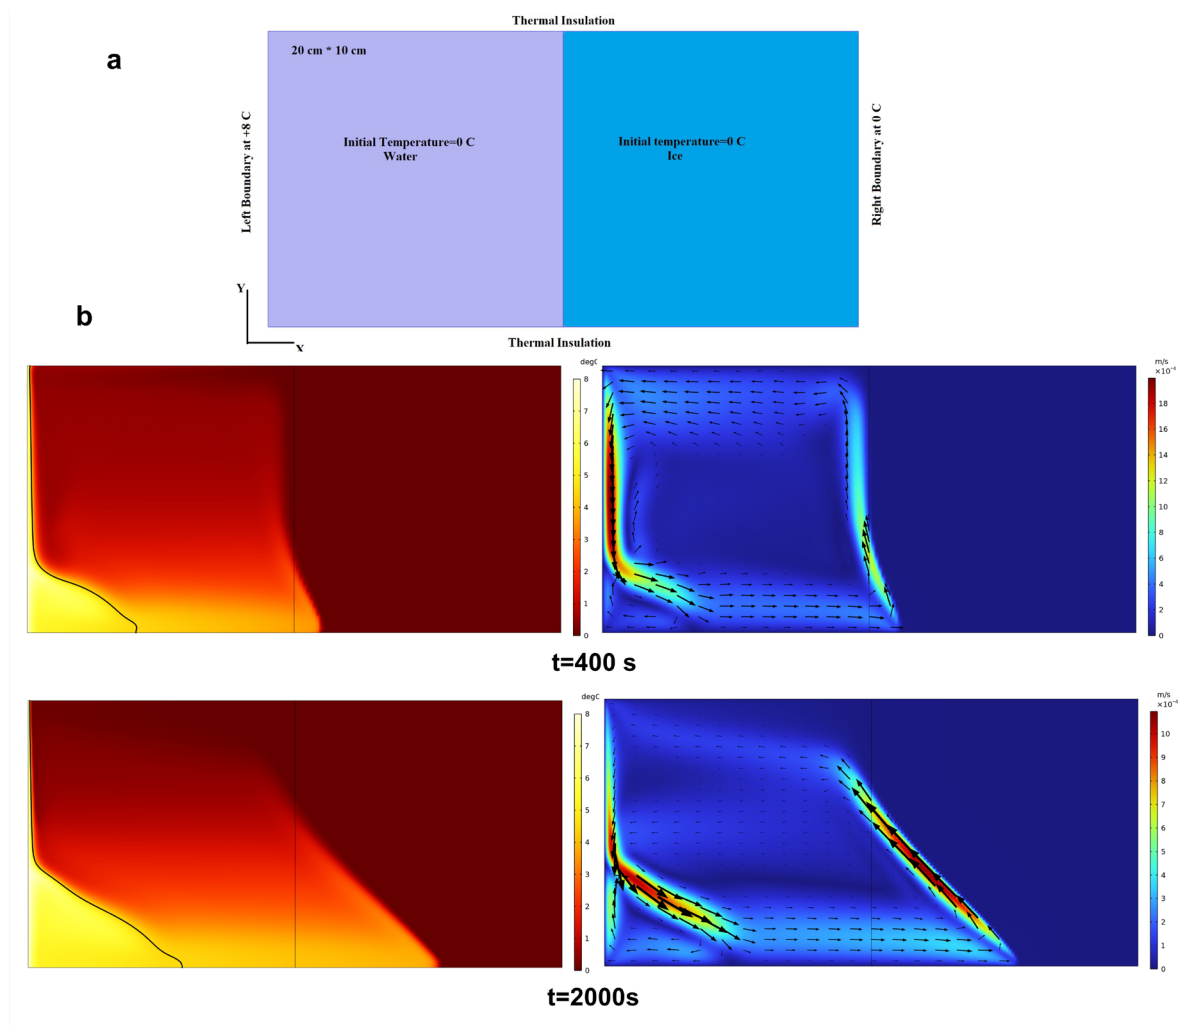 Thermal Insulation
a
20 cm * 10 cm
Left Boundary at +8 C
Initial Temperature=0 C
Water
Initial temperature=0 C
Ice
Right Boundary at 0 C
Y
X
Thermal Insulation
b
degC
8
7
6
5
4
3
2
1
0
m/s
×10⁻⁴
18
16
14
12
10
8
6
4
2
0
t=400 s
degC
8
7
6
5
4
3
2
1
0
m/s
×10⁻⁴
10
9
8
7
6
5
4
3
2
1
0
t=2000s